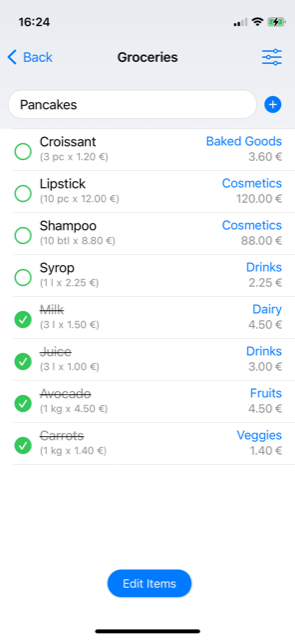 16:24
Back
Groceries
Pancakes
Croissant
Baked Goods
(3 pc x 1.20 €)
3.60 €
Lipstick
Cosmetics
(10 pc x 12.00 €)
120.00 €
Shampoo
Cosmetics
(10 btl x 8.80 €)
88.00 €
Syrop
Drinks
(1 l x 2.25 €)
2.25 €
Milk
Dairy
(3 l x 1.50 €)
4.50 €
Juice
Drinks
(3 l x 1.00 €)
3.00 €
Avocado
Fruits
(1 kg x 4.50 €)
4.50 €
Carrots
Veggies
(1 kg x 1.40 €)
1.40 €
Edit Items